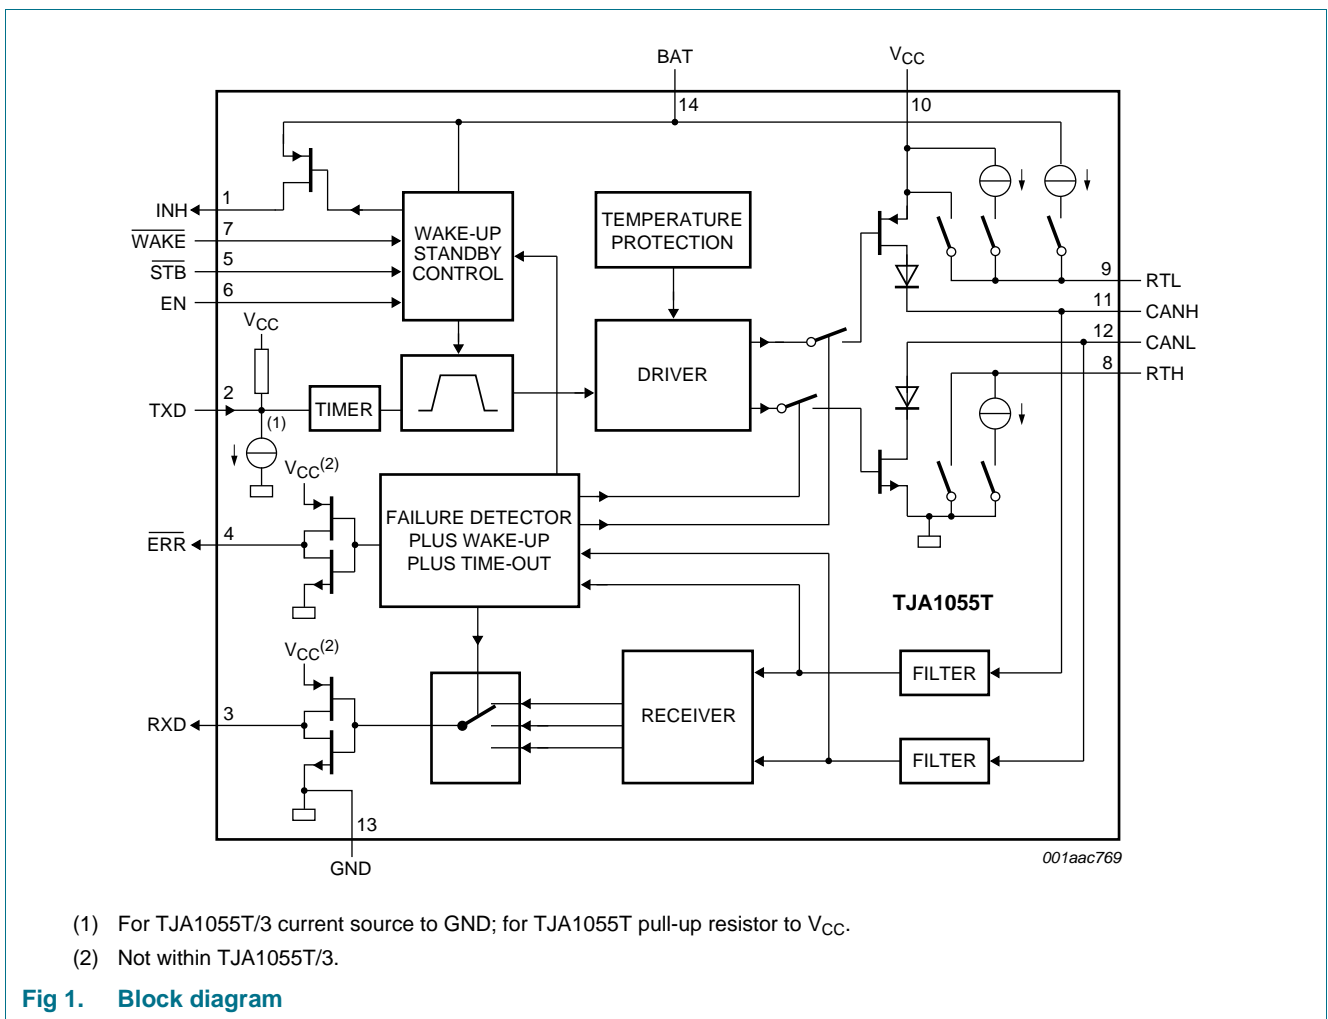 BAT
VCC
14
10
1
INH
7
WAKE
5
STB
6
EN
WAKE-UP
STANDBY
CONTROL
TEMPERATURE
PROTECTION
9
RTL
11
CANH
12
CANL
8
RTH
VCC
2
TXD
(1)
TIMER
DRIVER
VCC(2)
4
ERR
FAILURE DETECTOR
PLUS WAKE-UP
PLUS TIME-OUT
TJA1055T
VCC(2)
3
RXD
RECEIVER
FILTER
FILTER
13
GND
001aac769
(1) For TJA1055T/3 current source to GND; for TJA1055T pull-up resistor to VCC.
(2) Not within TJA1055T/3.
Fig 1. Block diagram